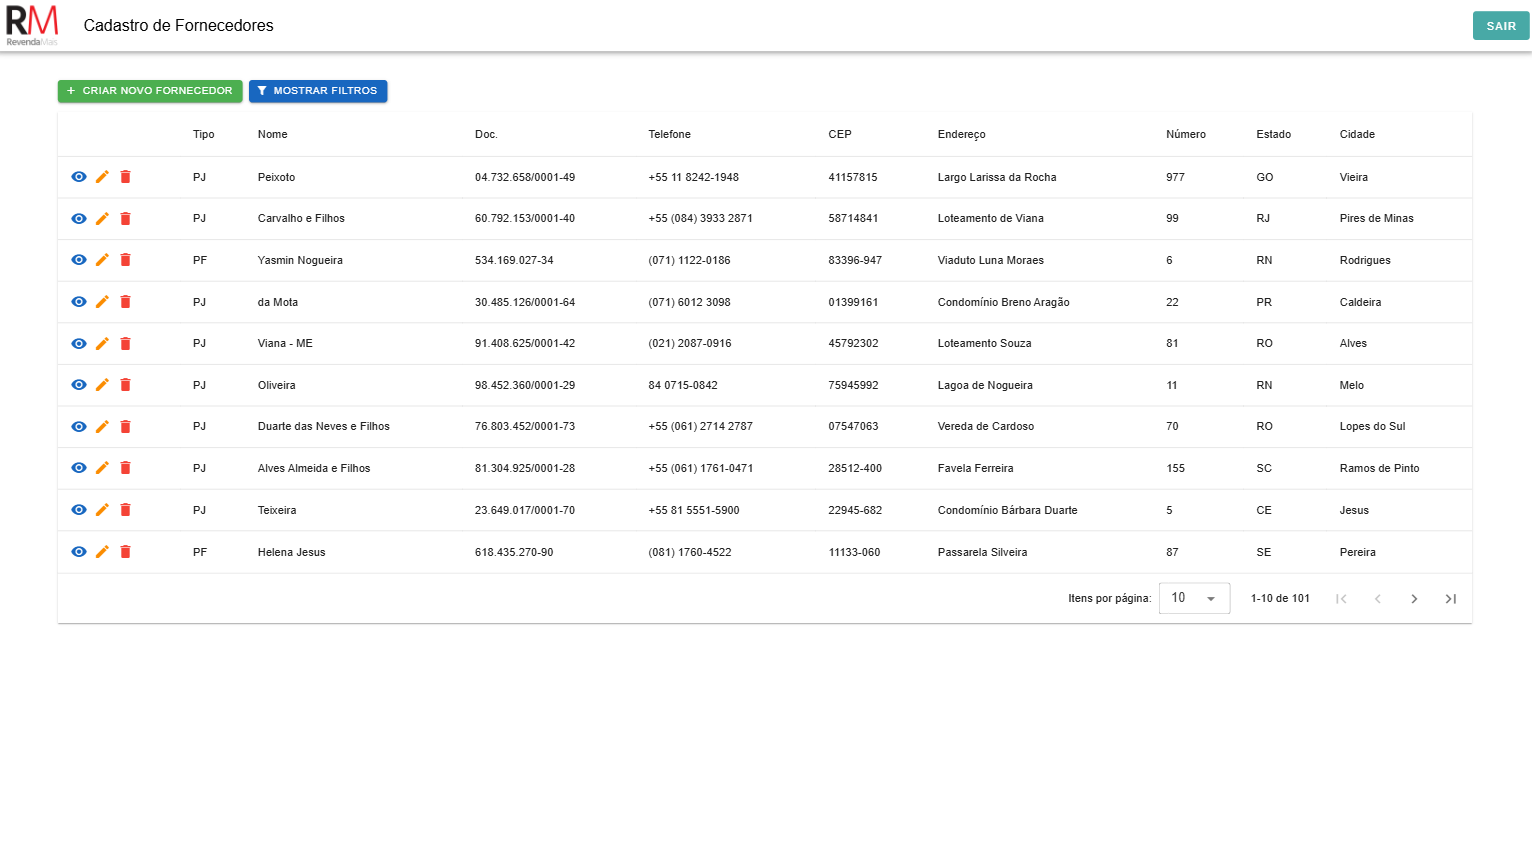 RM
RevendaMais
Cadastro de Fornecedores
SAIR
+ CRIAR NOVO FORNECEDOR MOSTRAR FILTROS
Tipo Nome Doc. Telefone CEP Endereço Número Estado Cidade
PJ Peixoto 04.732.658/0001-49 +55 11 8242-1948 41157815 Largo Larissa da Rocha 977 GO Vieira
PJ Carvalho e Filhos 60.792.153/0001-40 +55 (084) 3933 2871 58714841 Loteamento de Viana 99 RJ Pires de Minas
PF Yasmin Nogueira 534.169.027-34 (071) 1122-0186 83396-947 Viaduto Luna Moraes 6 RN Rodrigues
PJ da Mota 30.485.126/0001-64 (071) 6012 3098 01399161 Condomínio Breno Aragão 22 PR Caldeira
PJ Viana - ME 91.408.625/0001-42 (021) 2087-0916 45792302 Loteamento Souza 81 RO Alves
PJ Oliveira 98.452.360/0001-29 84 0715-0842 75945992 Lagoa de Nogueira 11 RN Melo
PJ Duarte das Neves e Filhos 76.803.452/0001-73 +55 (061) 2714 2787 07547063 Vereda de Cardoso 70 RO Lopes do Sul
PJ Alves Almeida e Filhos 81.304.925/0001-28 +55 (061) 1761-0471 28512-400 Favela Ferreira 155 SC Ramos de Pinto
PJ Teixeira 23.649.017/0001-70 +55 81 5551-5900 22945-682 Condomínio Bárbara Duarte 5 CE Jesus
PF Helena Jesus 618.435.270-90 (081) 1760-4522 11133-060 Passarela Silveira 87 SE Pereira
Itens por página: 10 1-10 de 101